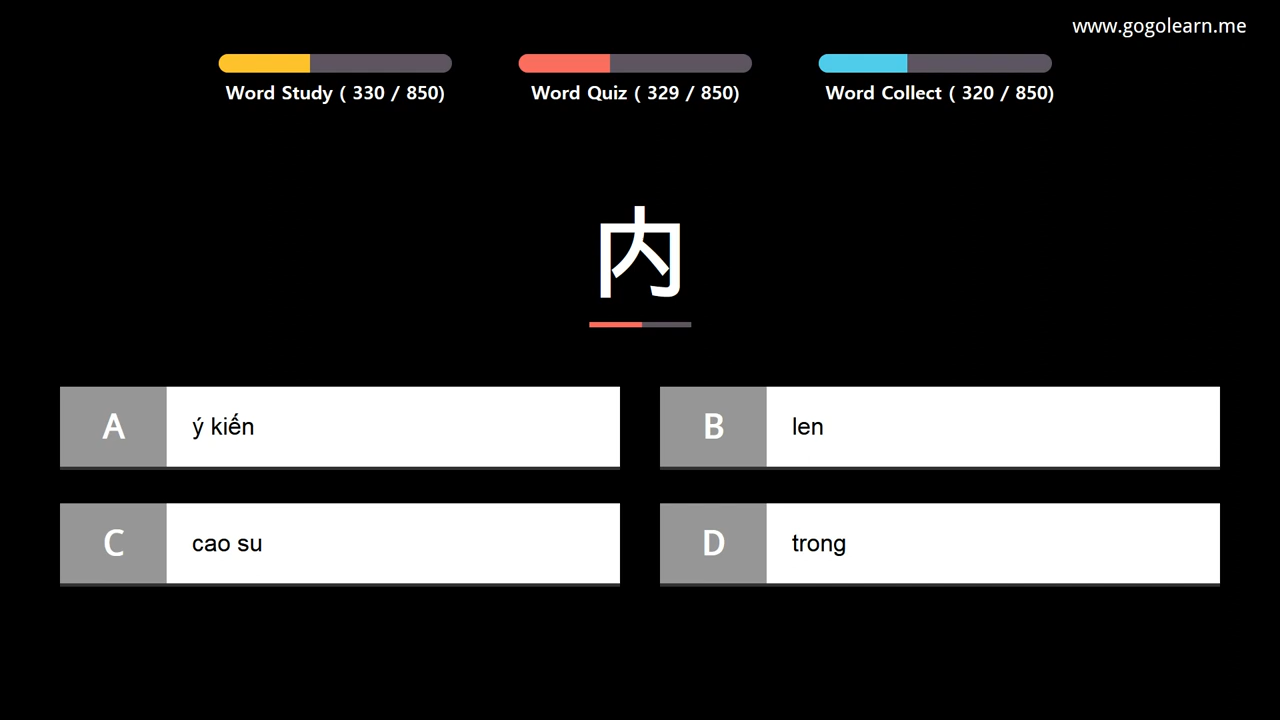 www.gogolearn.me
Word Study ( 330 / 850)
Word Quiz ( 329 / 850)
Word Collect ( 320 / 850)
内
A ý kiến
B len
C cao su
D trong